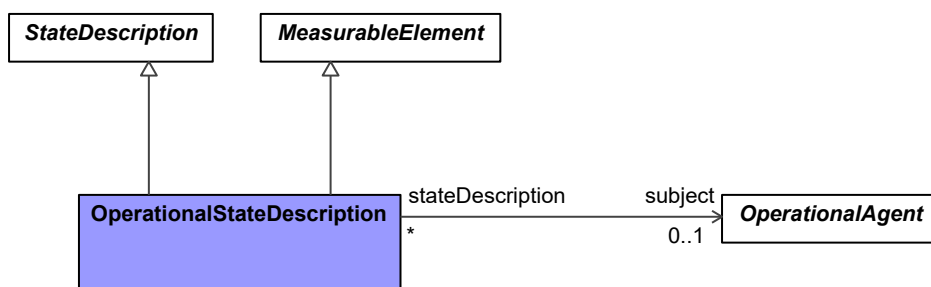 StateDescription
MeasurableElement
OperationalStateDescription
stateDescription
subject
*
0..1
OperationalAgent